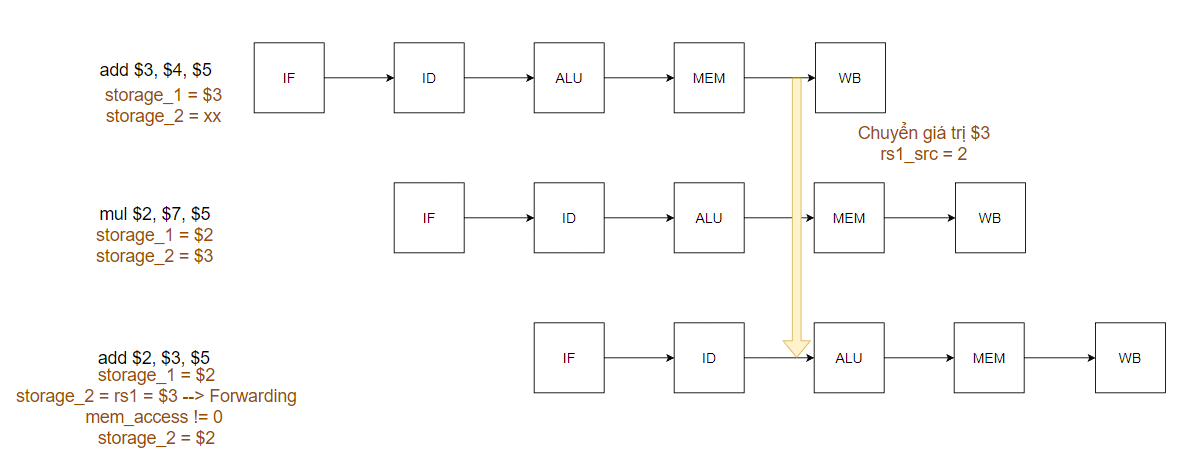 add $3, $4, $5
storage_1 = $3
storage_2 = xx
IF
ID
ALU
MEM
WB
Chuyển giá trị $3
rs1_src = 2
mul $2, $7, $5
storage_1 = $2
storage_2 = $3
IF
ID
ALU
MEM
WB
add $2, $3, $5
storage_1 = $2
storage_2 = rs1 = $3 --> Forwarding
mem_access != 0
storage_2 = $2
IF
ID
ALU
MEM
WB